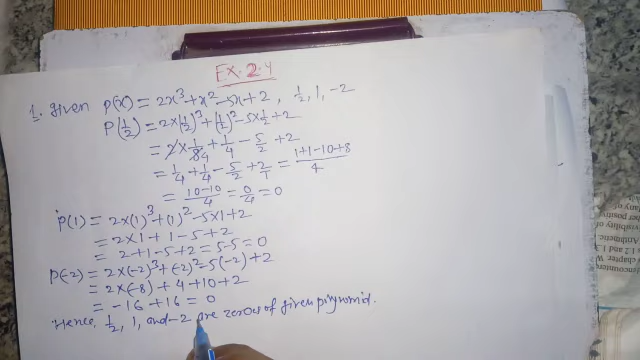 EX. 2.4
1. Given P(x) = 2x³+x²-5x+2, 1/2, 1, -2
P(1/2) = 2×(1/2)³+(1/2)²-5×1/2+2
= 2×1/84+1/4-5/2+2
= 1/4+1/4-5/2+2/1 = 1+1-10+8/4
= 10-10/4 = 0/4 = 0
P(1) = 2×(1)³+(1)²-5×1+2
= 2×1+1-5+2
= 2+1-5+2 = 5-5 = 0
P(-2) = 2×(-2)³+(-2)²-5(-2)+2
= 2×(-8)+4+10+2
= -16+16 = 0
Hence, 1/2, 1, and -2 are zeros of given polynomial.